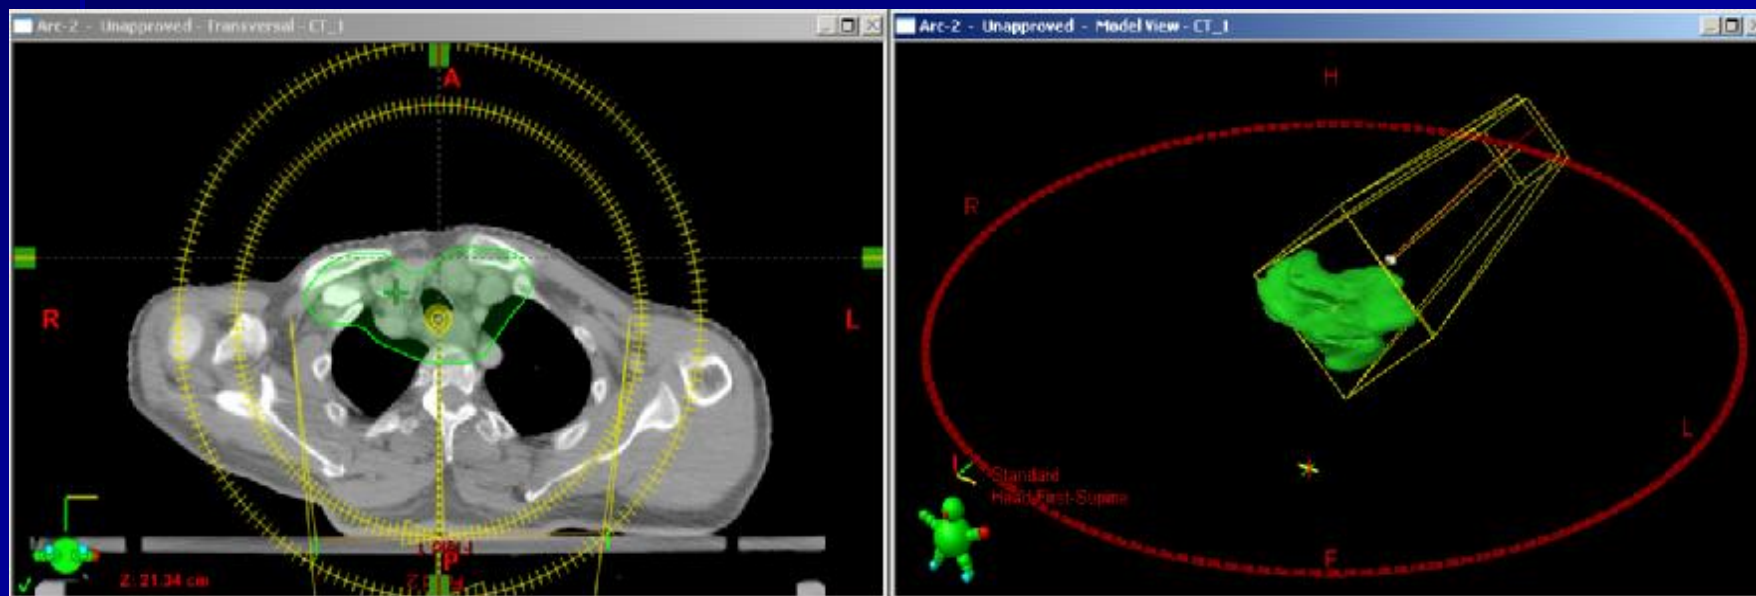 Arc-2 - Unapproved - Transversal - CT_1
A
R
L
P
Z: 21.34 cm
Arc-2 - Unapproved - Model View - CT_1
H
R
L
Standard
Head First-Supine
F